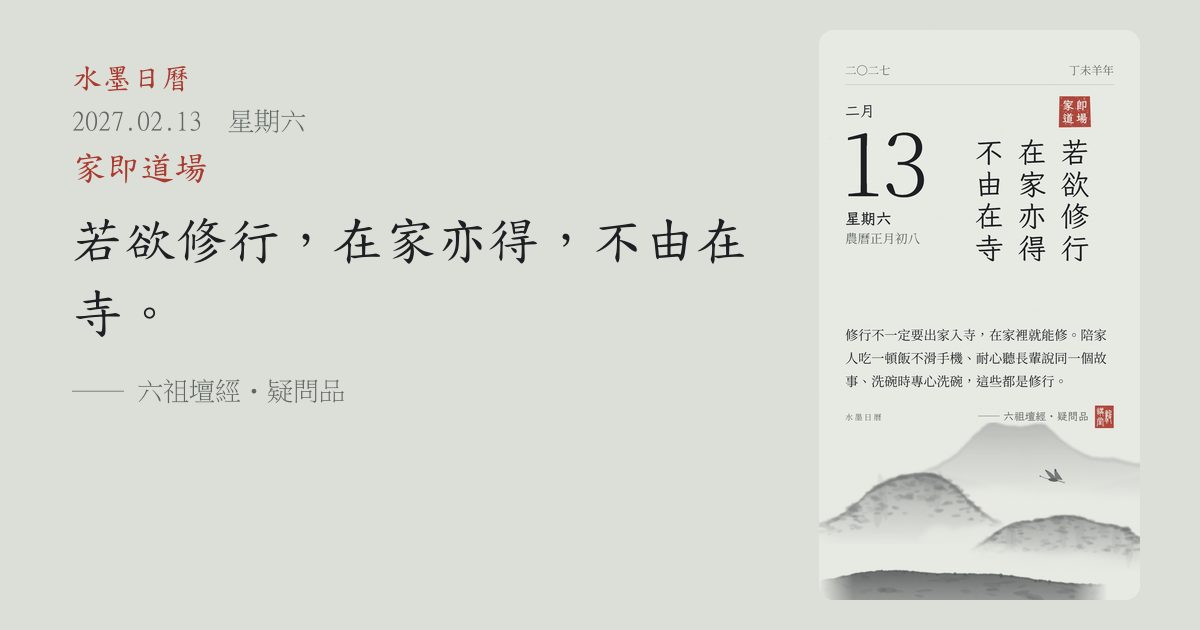 水墨日曆
2027.02.13 星期六
家即道場
若欲修行，在家亦得，不由在
寺。
—— 六祖壇經・疑問品
二〇二七
丁未羊年
二月
13
星期六
農曆正月初八
家即道場
若欲修行
在家亦得
不由在寺
修行不一定要出家入寺，在家裡就能修。陪家
人吃一頓飯不滑手機、耐心聽長輩說同一個故
事、洗碗時專心洗碗，這些都是修行。
水墨日曆
—— 六祖壇經・疑問品